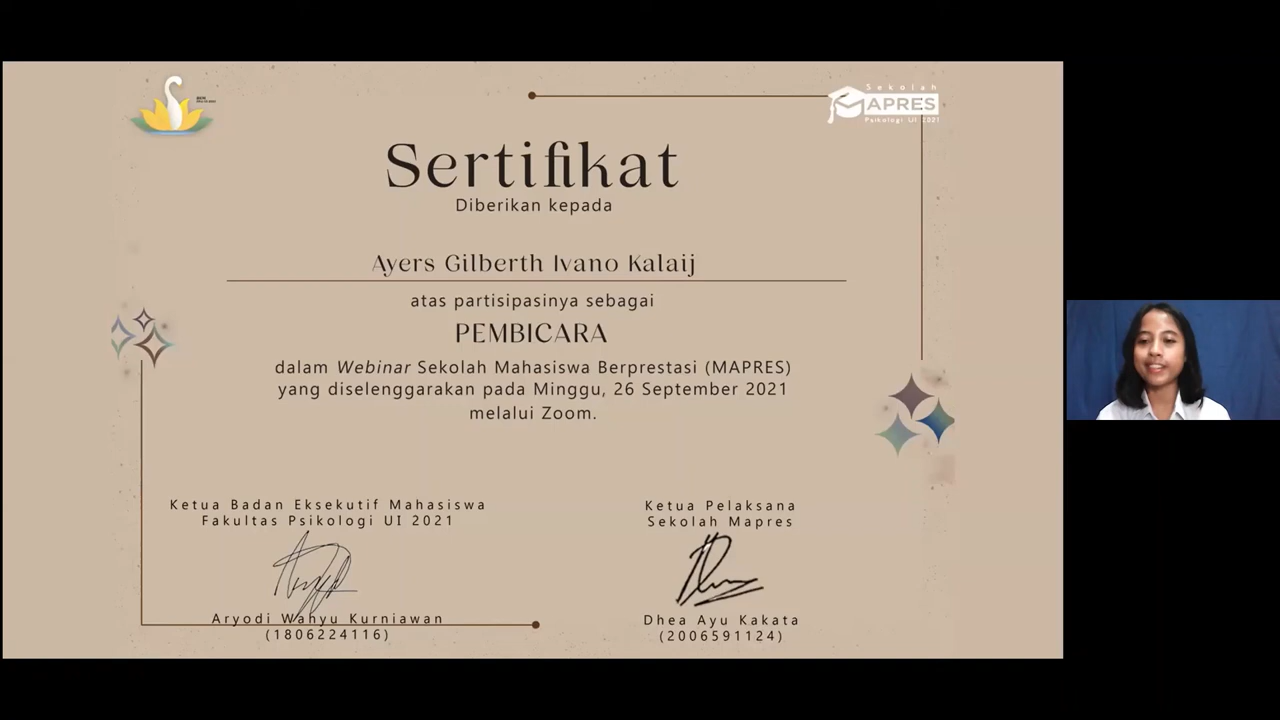 Sekolah
MAPRES
Psikologi UI 2021
Sertifikat
Diberikan kepada
Ayers Gilberth Ivano Kalaij
atas partisipasinya sebagai
PEMBICARA
dalam Webinar Sekolah Mahasiswa Berprestasi (MAPRES)
yang diselenggarakan pada Minggu, 26 September 2021
melalui Zoom.
Ketua Badan Eksekutif Mahasiswa
Fakultas Psikologi UI 2021
Aryodi Wahyu Kurniawan
(1806224116)
Ketua Pelaksana
Sekolah Mapres
Dhea Ayu Kakata
(2006591124)